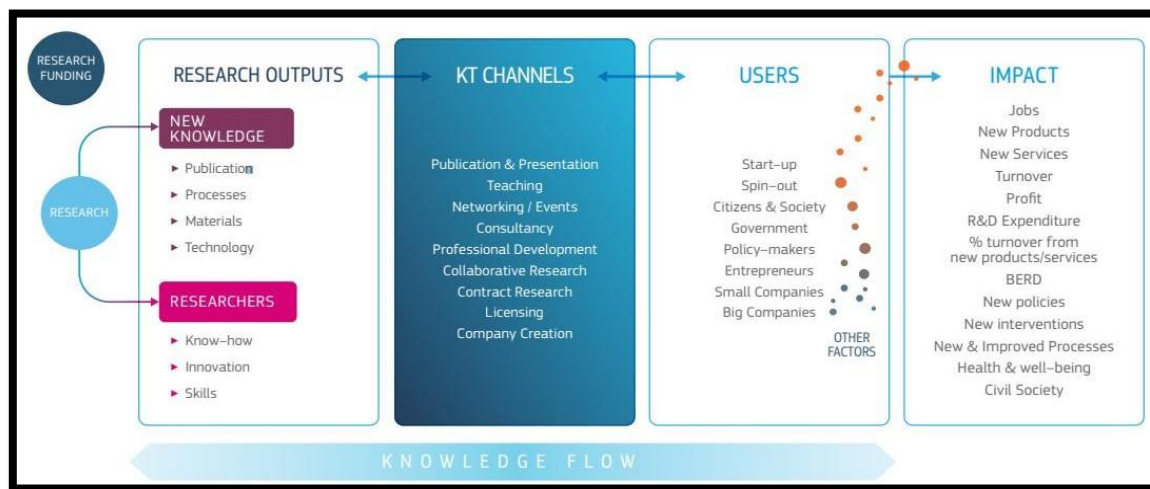 RESEARCH
FUNDING
RESEARCH
RESEARCH OUTPUTS
NEW
KNOWLEDGE
Publication
Processes
Materials
Technology
RESEARCHERS
Know-how
Innovation
Skills
KT CHANNELS
Publication & Presentation
Teaching
Networking / Events
Consultancy
Professional Development
Collaborative Research
Contract Research
Licensing
Company Creation
USERS
Start-up
Spin-out
Citizens & Society
Government
Policy-makers
Entrepreneurs
Small Companies
Big Companies
OTHER
FACTORS
IMPACT
Jobs
New Products
New Services
Turnover
Profit
R&D Expenditure
% turnover from
new products/services
BERD
New policies
New interventions
New & Improved Processes
Health & well-being
Civil Society
KNOWLEDGE FLOW